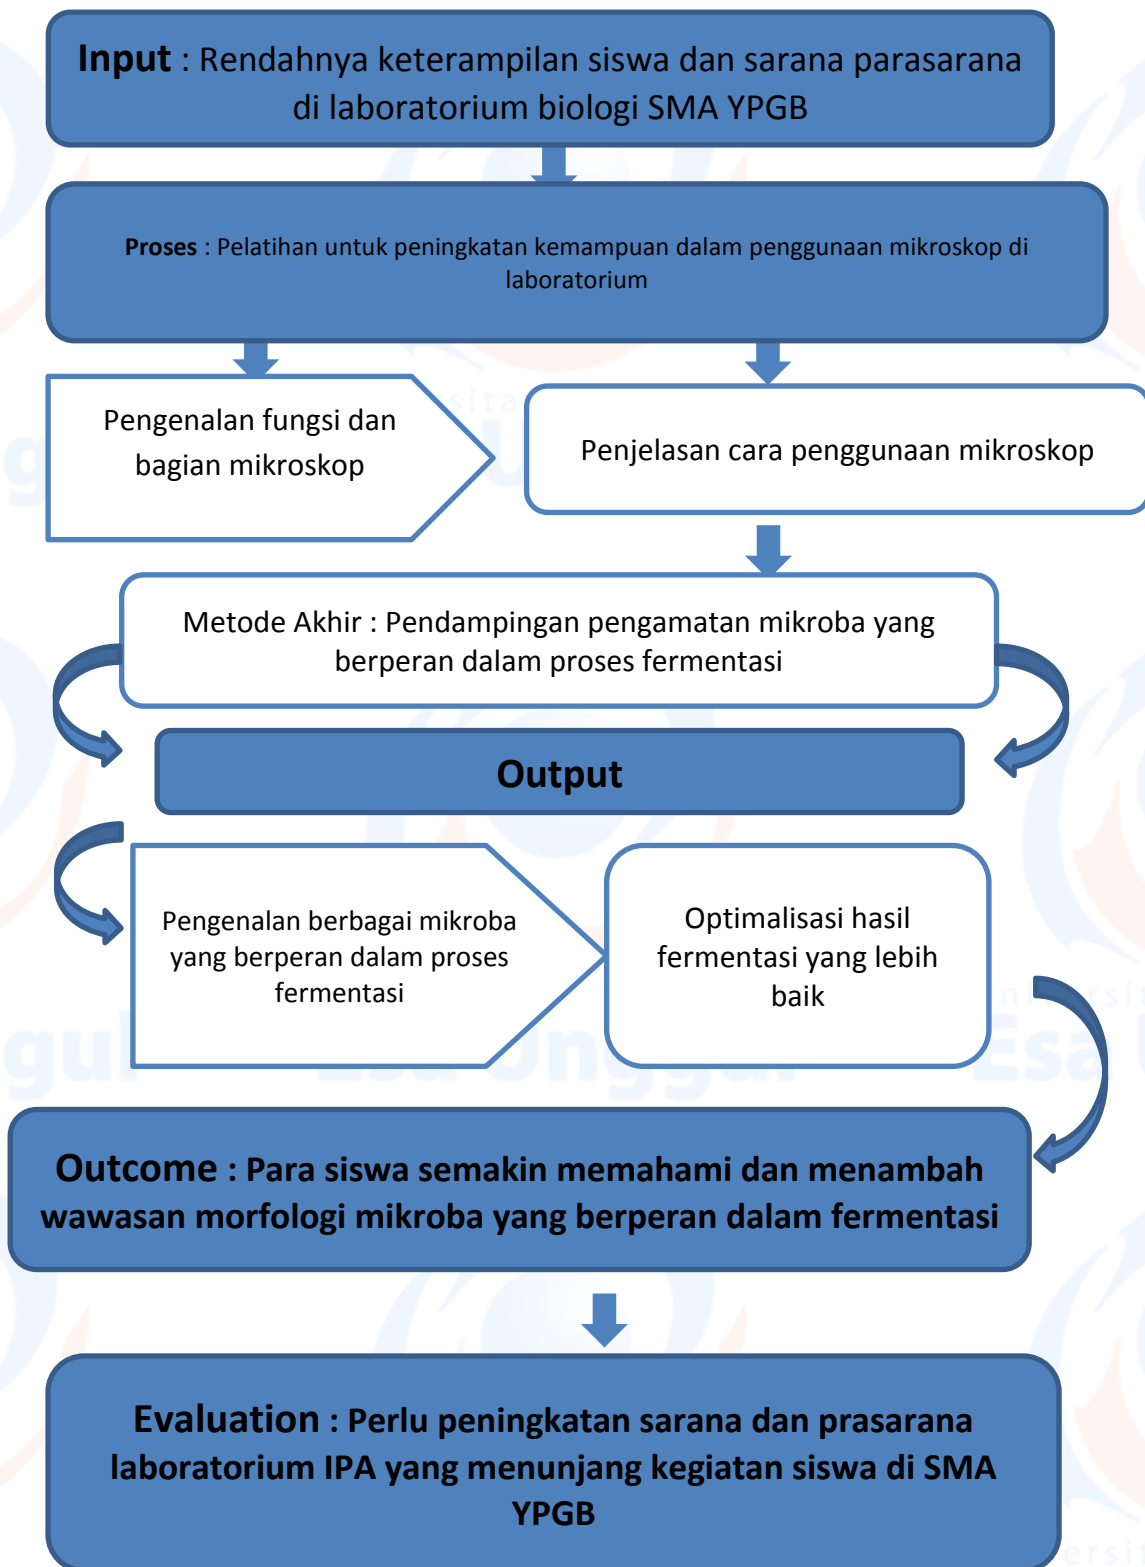 Input : Rendahnya keterampilan siswa dan sarana parasarana
di laboratorium biologi SMA YPGB
Proses : Pelatihan untuk peningkatan kemampuan dalam penggunaan mikroskop di
laboratorium
Pengenalan fungsi dan
bagian mikroskop
Penjelasan cara penggunaan mikroskop
Metode Akhir : Pendampingan pengamatan mikroba yang
berperan dalam proses fermentasi
Output
Pengenalan berbagai mikroba
yang berperan dalam proses
fermentasi
Optimalisasi hasil
fermentasi yang lebih
baik
Esa Unggul
Outcome : Para siswa semakin memahami dan menambah
wawasan morfologi mikroba yang berperan dalam fermentasi
Evaluation : Perlu peningkatan sarana dan prasarana
laboratorium IPA yang menunjang kegiatan siswa di SMA
YPGB